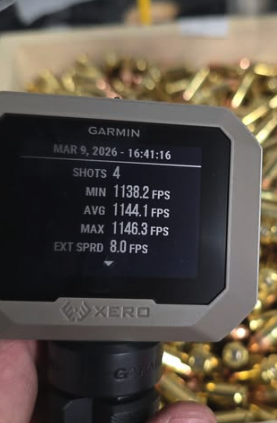 GARMIN
MAR 9, 2026 - 16:41:16
SHOTS 4
MIN 1138.2 FPS
AVG 1144.1 FPS
MAX 1146.3 FPS
EXT SPRD 8.0 FPS
XERO